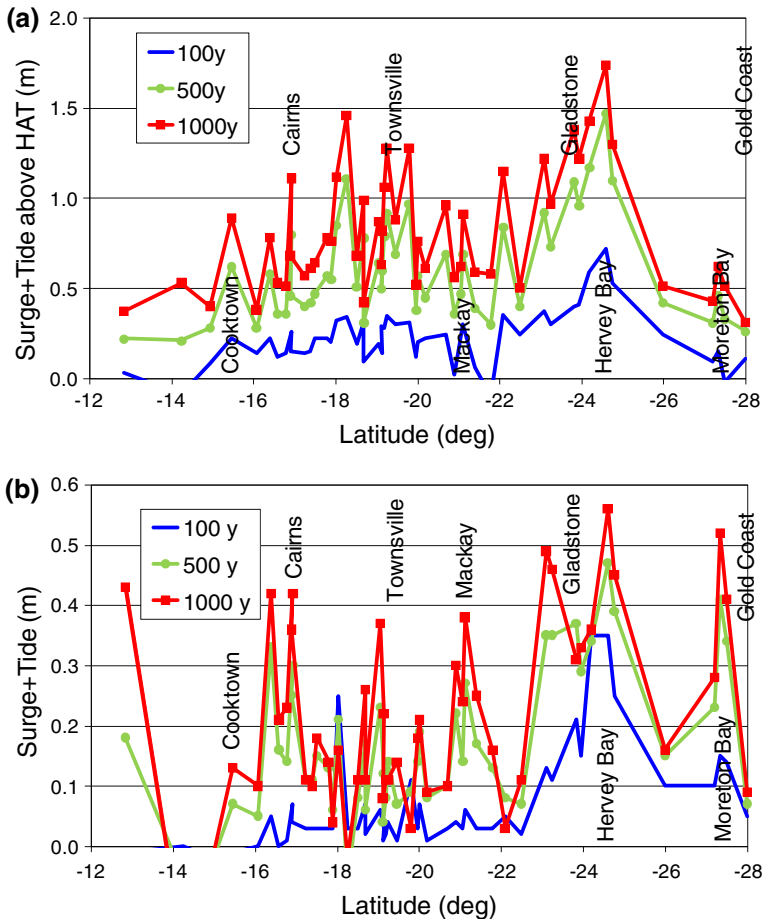 (a)
Surge+Tide above HAT (m)
2.0
1.5
1.0
0.5
0.0
100y
500y
1000y
Cooktown
Cairns
Townsville
Mackay
Gladstone
Hervey Bay
Moreton Bay
Gold Coast
-12 -14 -16 -18 -20 -22 -24 -26 -28
Latitude (deg)
(b)
Surge+Tide (m)
0.6
0.5
0.4
0.3
0.2
0.1
0.0
100 y
500 y
1000 y
Cooktown
Cairns
Townsville
Mackay
Gladstone
Hervey Bay
Moreton Bay
Gold Coast
-12 -14 -16 -18 -20 -22 -24 -26 -28
Latitude (deg)